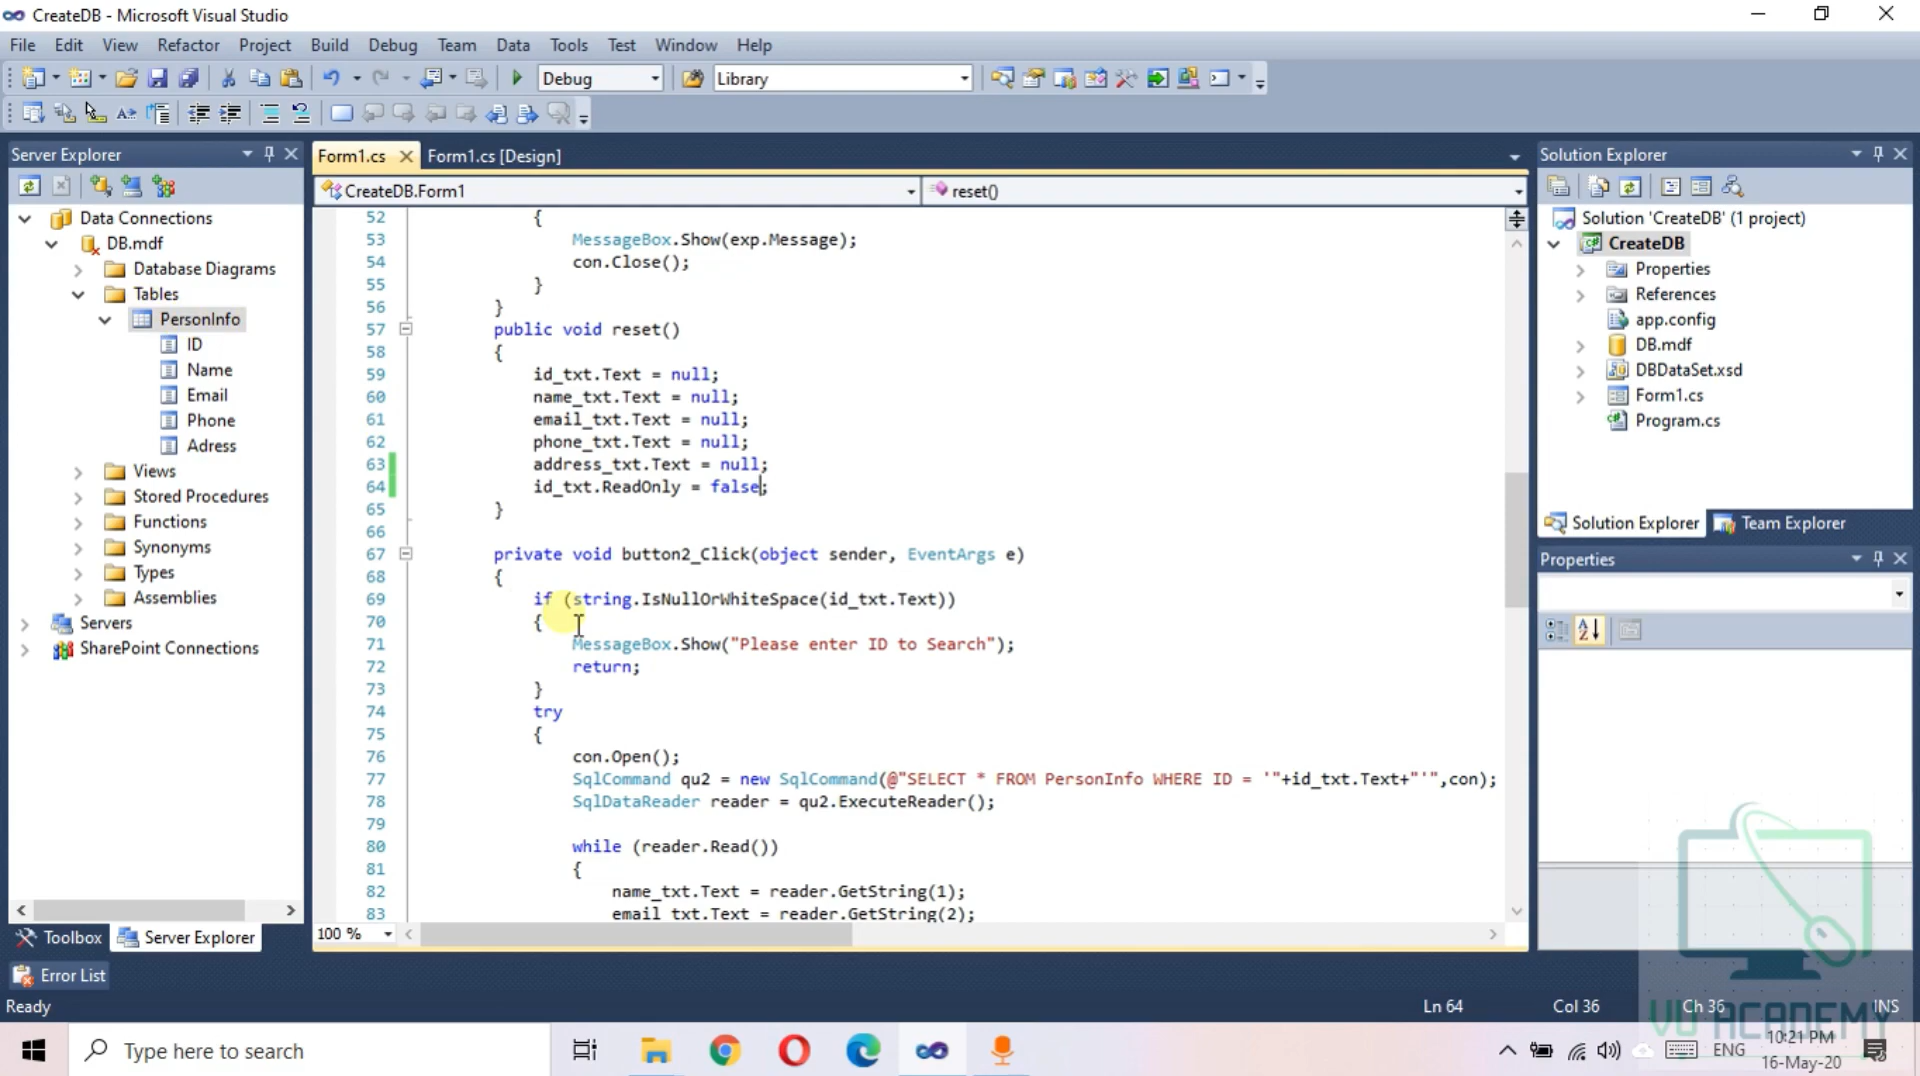 CreateDB - Microsoft Visual Studio
File Edit View Refactor Project Build Debug Team Data Tools Test Window Help
Debug Library
Server Explorer
Data Connections
DB.mdf
Database Diagrams
Tables
PersonInfo
ID
Name
Email
Phone
Adress
Views
Stored Procedures
Functions
Synonyms
Types
Assemblies
Servers
SharePoint Connections
Toolbox Server Explorer
Error List
Ready
Form1.cs Form1.cs [Design]
CreateDB.Form1 reset()
52 {
53 MessageBox.Show(exp.Message);
54 con.Close();
55 }
56 }
57 public void reset()
58 {
59 id_txt.Text = null;
60 name_txt.Text = null;
61 email_txt.Text = null;
62 phone_txt.Text = null;
63 address_txt.Text = null;
64 id_txt.ReadOnly = false;
65 }
66
67 private void button2_Click(object sender, EventArgs e)
68 {
69 if (string.IsNullOrWhiteSpace(id_txt.Text))
70 {
71 MessageBox.Show("Please enter ID to Search");
72 return;
73 }
74 try
75 {
76 con.Open();
77 SqlCommand qu2 = new SqlCommand(@"SELECT * FROM PersonInfo WHERE ID = '"+id_txt.Text+"'",con);
78 SqlDataReader reader = qu2.ExecuteReader();
79
80 while (reader.Read())
81 {
82 name_txt.Text = reader.GetString(1);
83 email_txt.Text = reader.GetString(2);
100 %
Solution Explorer
Solution 'CreateDB' (1 project)
CreateDB
Properties
References
app.config
DB.mdf
DBDataSet.xsd
Form1.cs
Program.cs
Solution Explorer Team Explorer
Properties
Ln 64 Col 36 Ch 36 INS
VU ACADEMY
Type here to search
ENG
10:21 PM
16-May-20